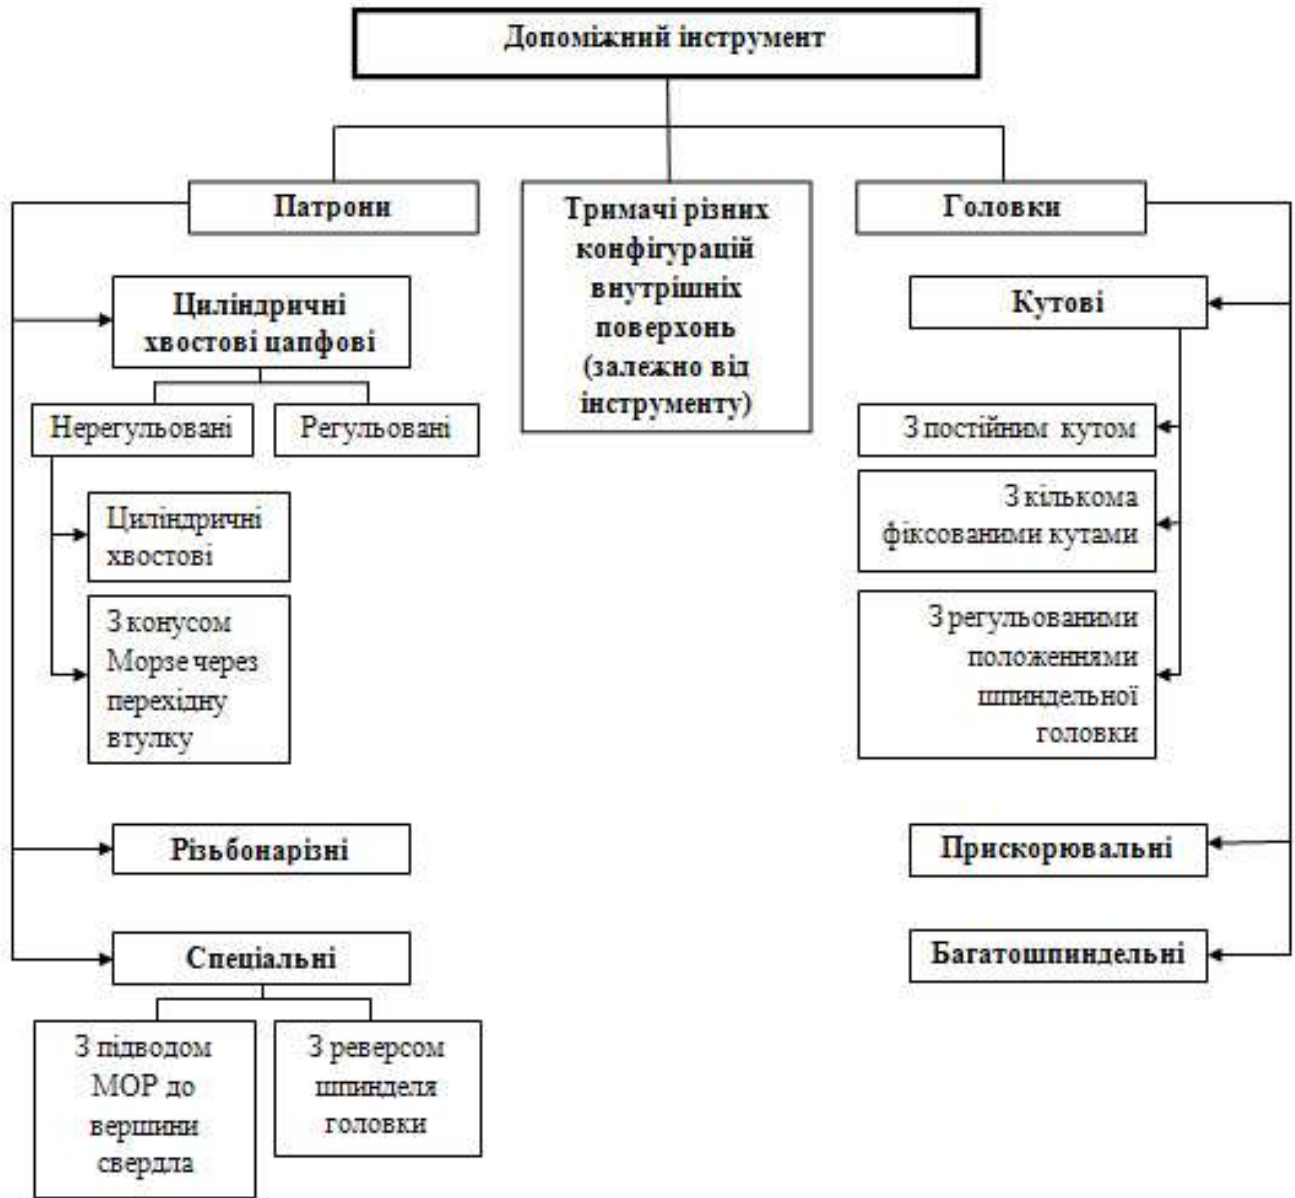 Допоміжний інструмент
Патрони
Тримачі різних
конфігурацій
внутрішніх
поверхонь
(залежно від
інструменту)
Головки
Циліндричні
хвостові цапфові
Нерегульовані
Регульовані
Циліндричні
хвостові
З конусом
Морзе через
перехідну
втулку
Різьбонарізні
Спеціальні
З підводом
МОР до
вершини
свердла
З реверсом
шпинделя
головки
Кутові
З постійним кутом
З кількома
фіксованими кутами
З регульованими
положеннями
шпиндельної
головки
Прискорювальні
Багатошпиндельні